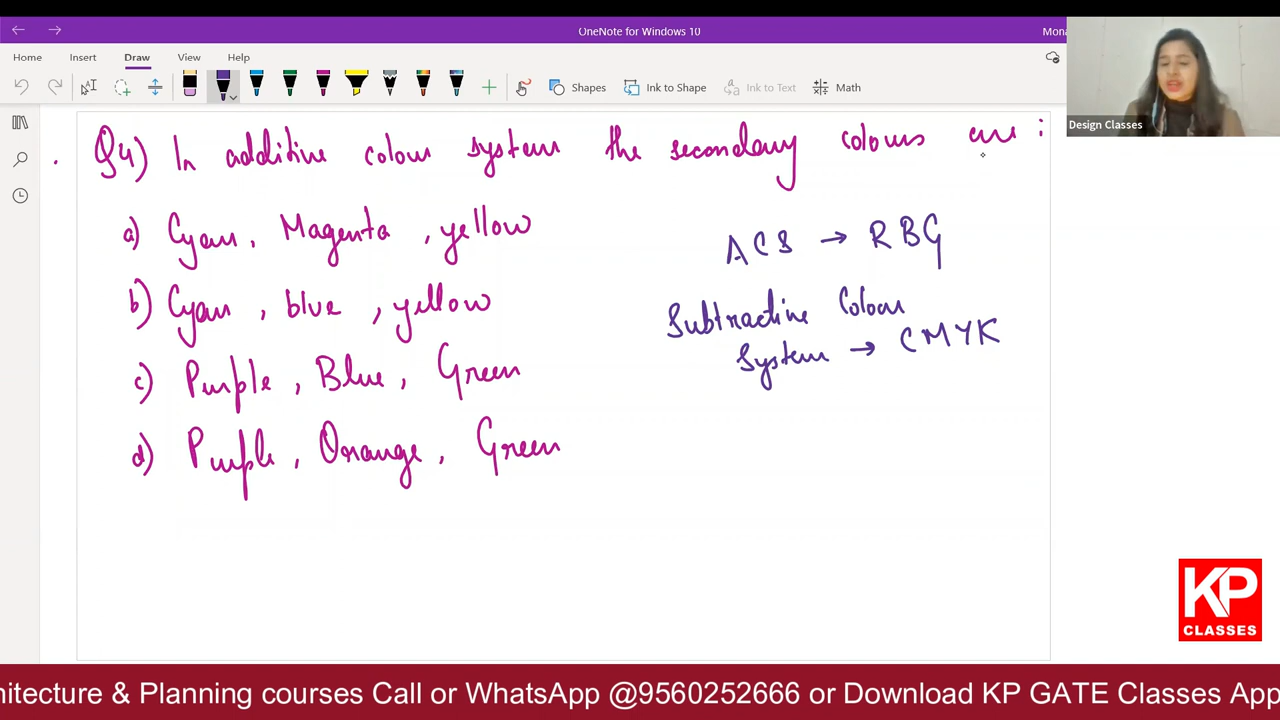 OneNote for Windows 10
Mona
Home
Insert
Draw
View
Help
Shapes
Ink to Shape
Ink to Text
Math
Design Classes
Q4) In additive colour system the secondary colours are :
a) Cyan, Magenta, yellow
b) Cyan, blue, yellow
c) Purple, Blue, Green
d) Purple, Orange, Green
ACS → RBG
Subtractive Colour
System → CMYK
KP
CLASSES
hitecture & Planning courses Call or WhatsApp @9560252666 or Download KP GATE Classes App